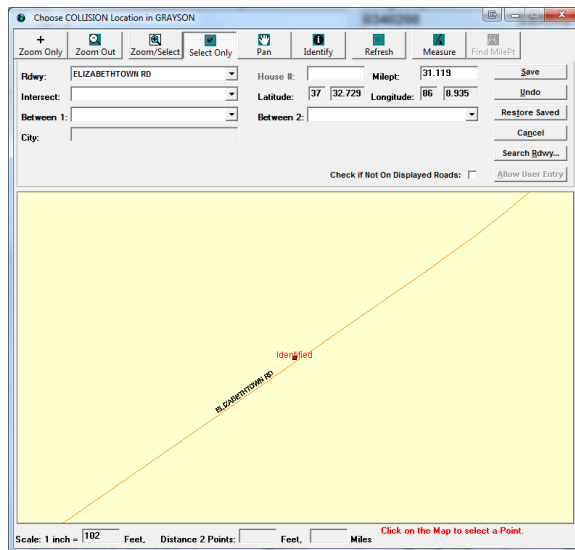 Choose COLLISION Location in GRAYSON
0340200
Zoom Only Zoom Out Zoom/Select Select Only Pan Identify Refresh Measure Find MilePt
Rdwy: ELIZABETHTOWN RD House #: Milept: 31.119 Save
Intersect: Latitude: 37 32.729 Longitude: 86 8.935 Undo
Between 1: Between 2: Restore Saved
City: Cancel
Search Rdwy...
Check if Not On Displayed Roads: Allow User Entry
Identified
ELIZABETHTOWN RD
Scale: 1 inch = 102 Feet, Distance 2 Points: Feet, Miles Click on the Map to select a Point.